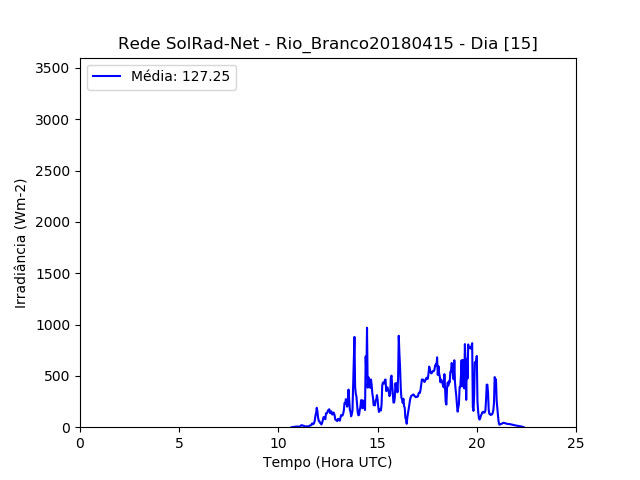 Rede SolRad-Net - Rio_Branco20180415 - Dia [15]
Média: 127.25
3500
3000
2500
2000
1500
1000
500
0
Irradiância (Wm-2)
0 5 10 15 20 25
Tempo (Hora UTC)